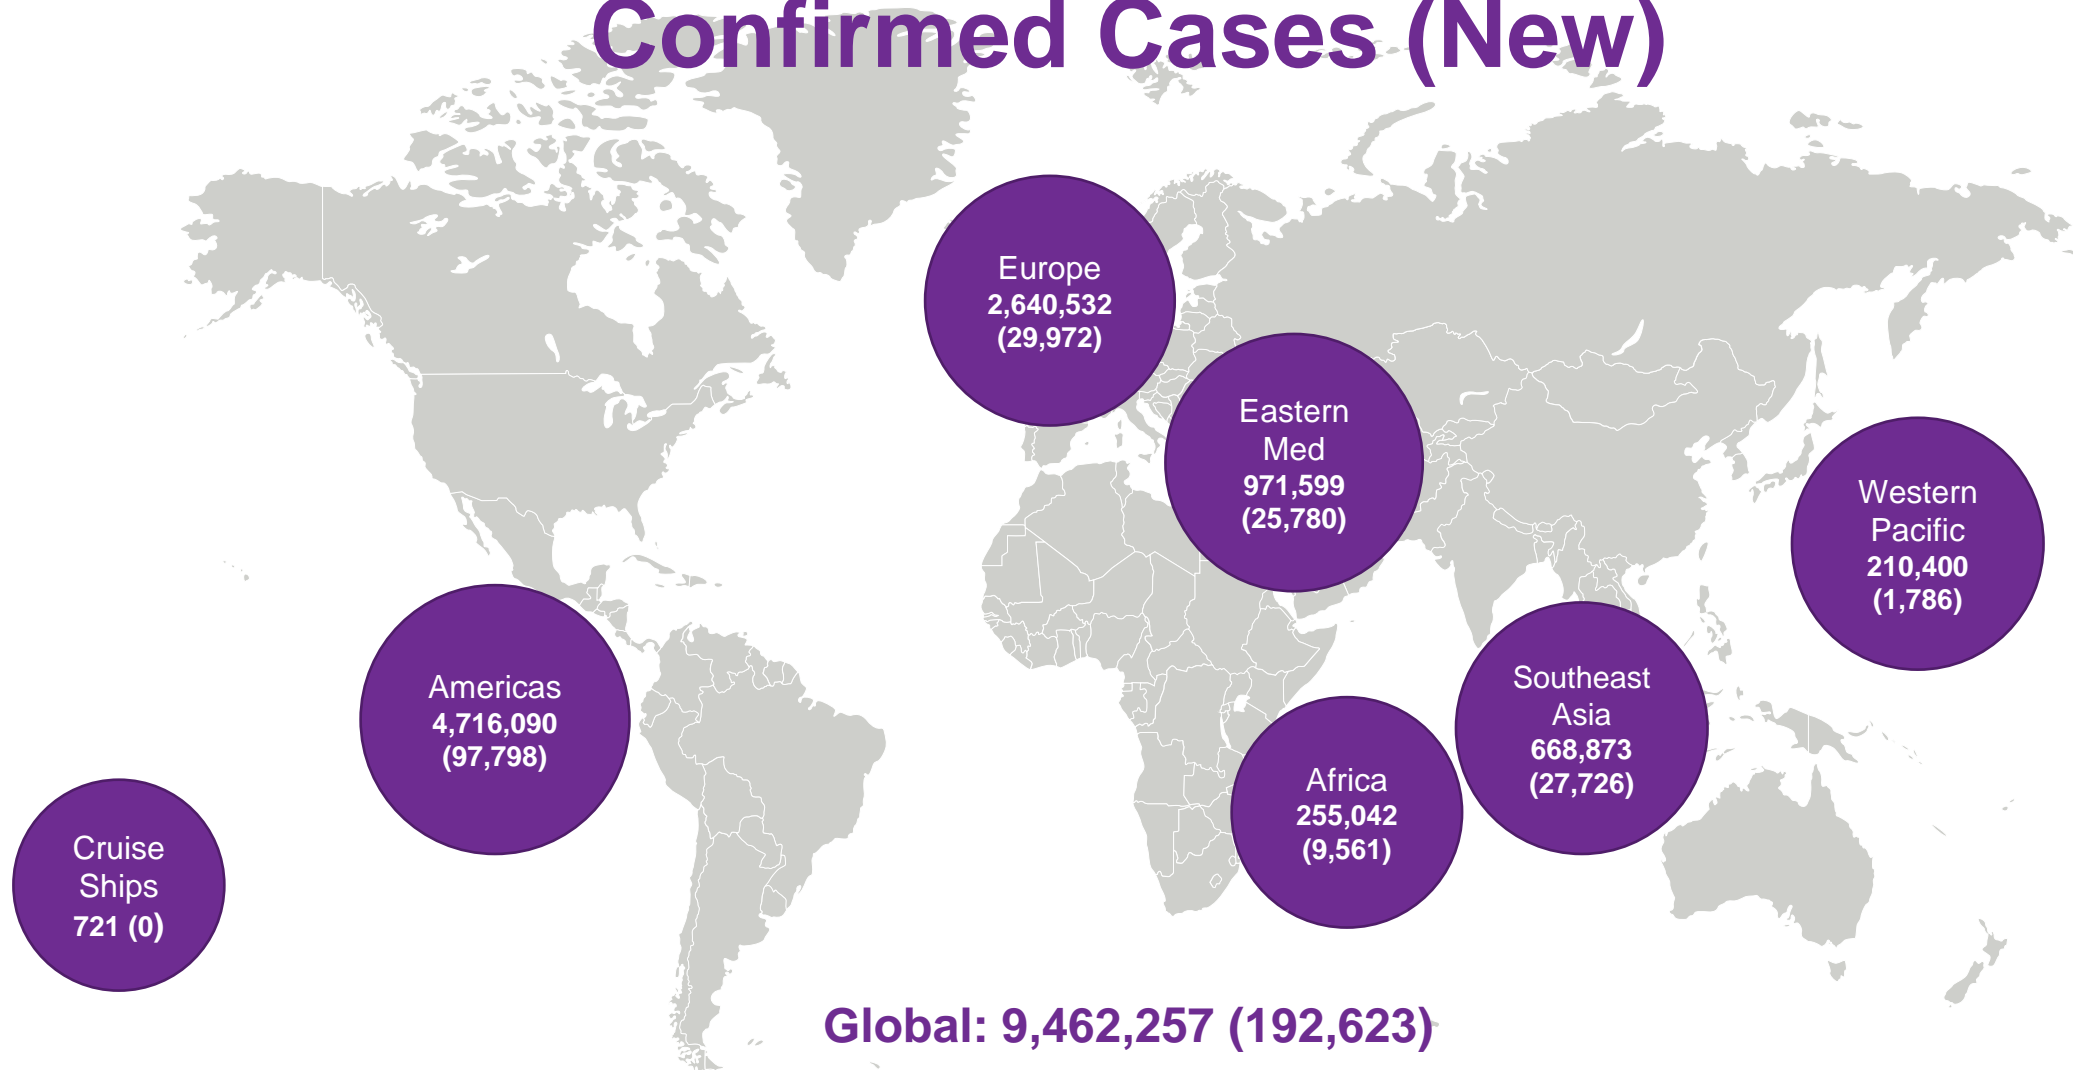 Confirmed Cases (New)
Europe
2,640,532
(29,972)
Eastern
Med
971,599
(25,780)
Western
Pacific
210,400
(1,786)
Americas
4,716,090
(97,798)
Southeast
Asia
668,873
(27,726)
Africa
255,042
(9,561)
Cruise
Ships
721 (0)
Global: 9,462,257 (192,623)